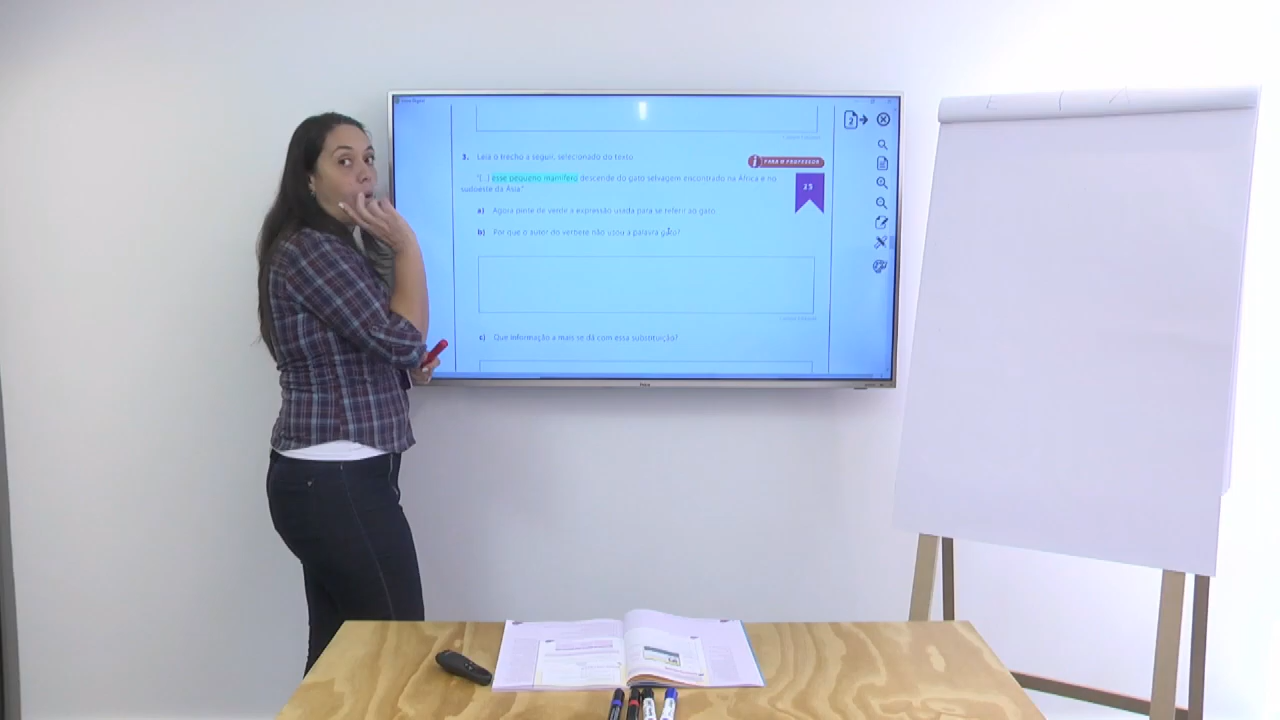 3. Leia o trecho a seguir, selecionado do texto
PARA O PROFESSOR
"[...] esse pequeno mamífero descende do gato selvagem encontrado na África e no
sudoeste da Ásia"
25
a) Agora pinte de verde a expressão usada para se referir ao gato.
b) Por que o autor do verbete não usou a palavra gato?
c) Que informação a mais se dá com essa substituição?
E I A